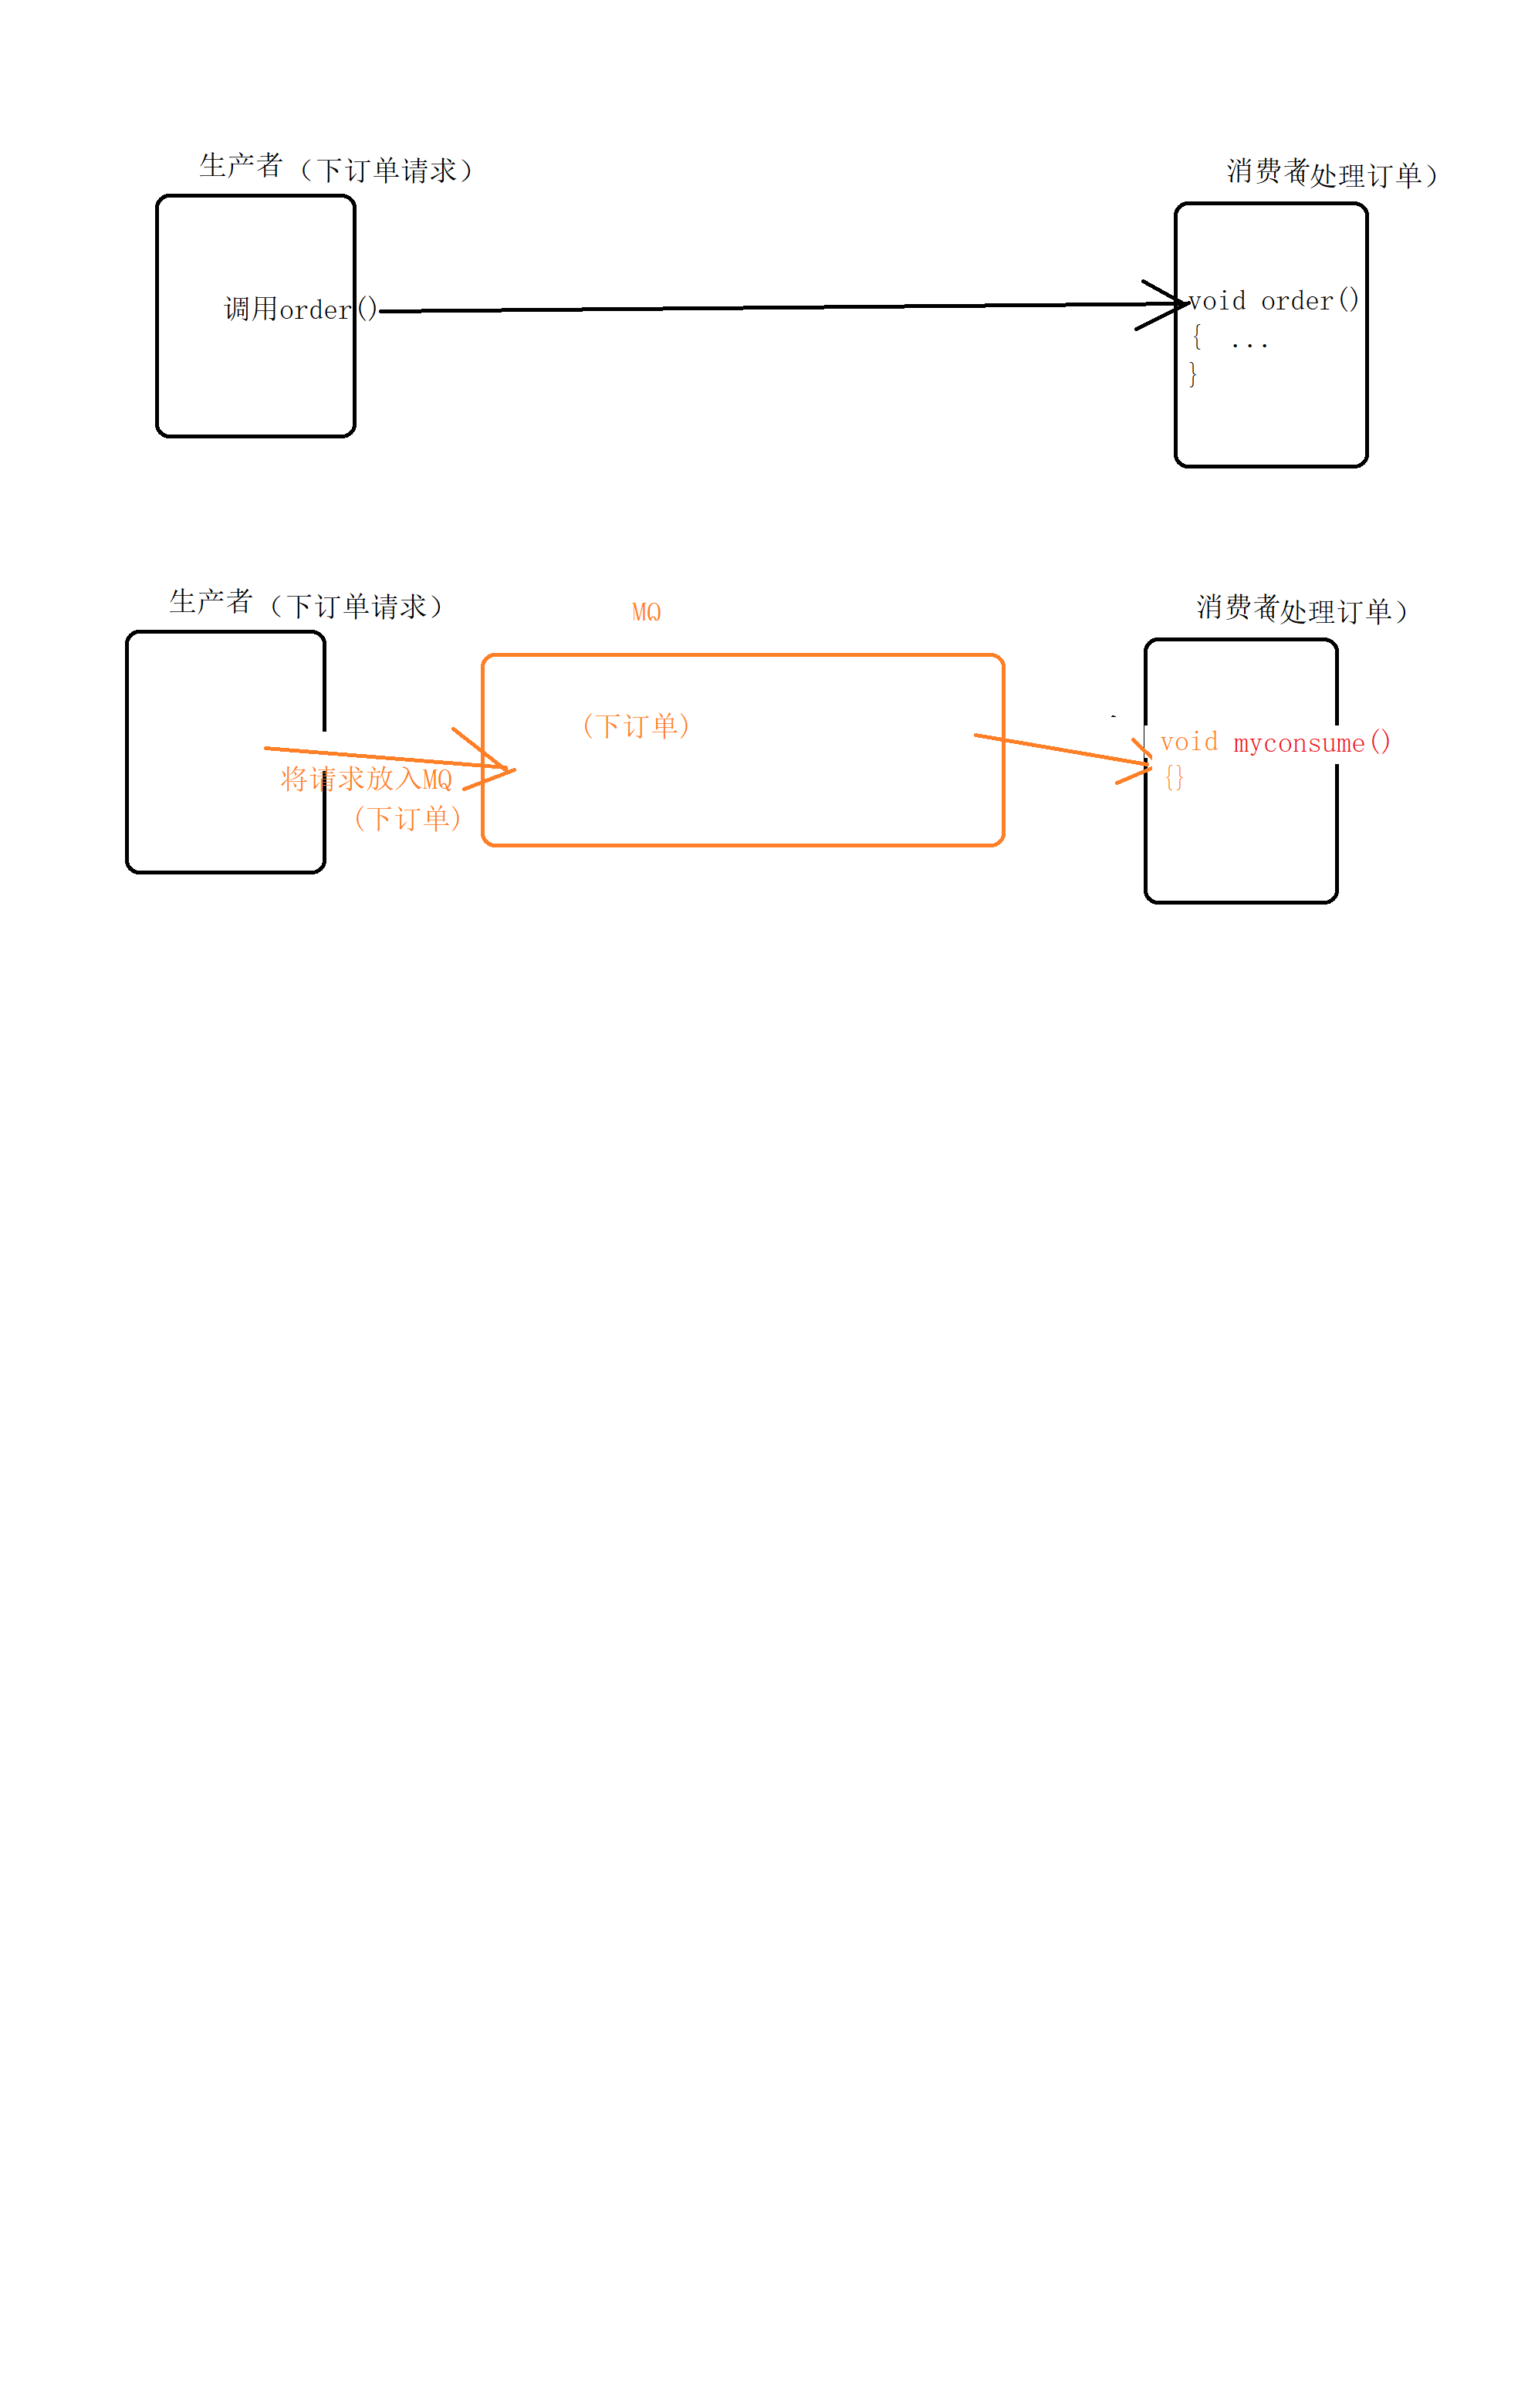 生产者（下订单请求）
消费者（处理订单）
调用order()
void order()
{  ...
}
生产者（下订单请求）
MQ
消费者（处理订单）
(下订单)
void myconsume()
{}
将请求放入MQ
(下订单)